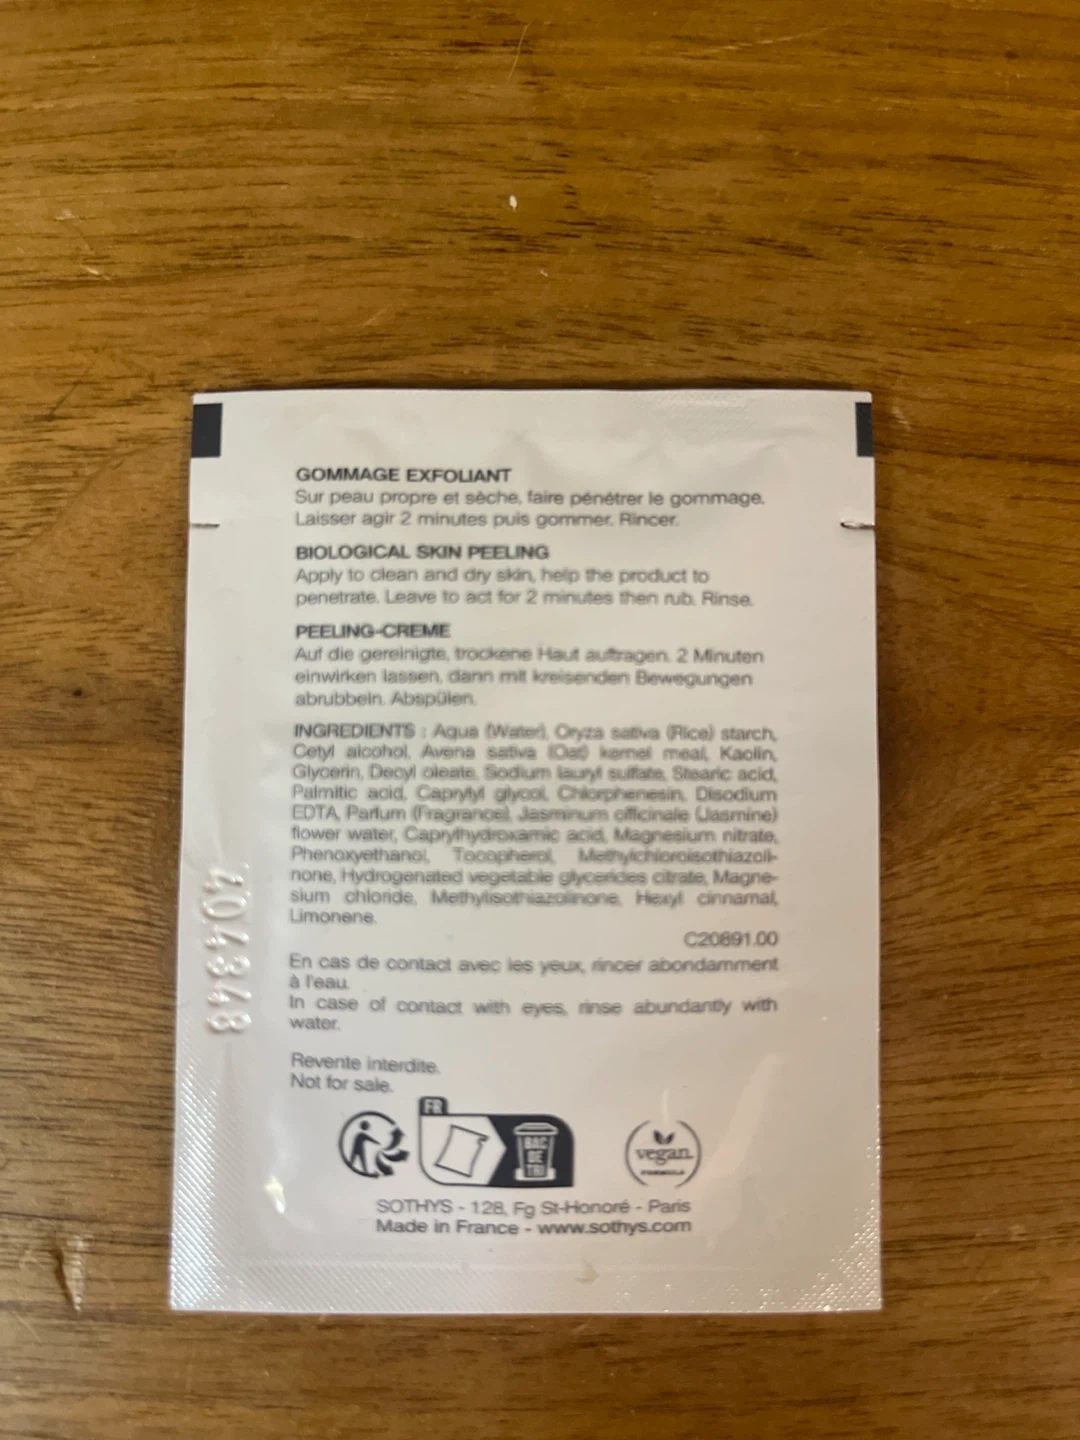 GOMMAGE EXFOLIANT
Sur peau propre et sèche, faire pénétrer le gommage.
Laisser agir 2 minutes puis gommer. Rincer.
BIOLOGICAL SKIN PEELING
Apply to clean and dry skin, help the product to
penetrate. Leave to act for 2 minutes then rub. Rinse.
PEELING-CREME
Auf die gereinigte, trockene Haut auftragen. 2 Minuten
einwirken lassen, dann mit kreisenden Bewegungen
abrubbeln. Abspülen.
INGREDIENTS : Aqua (Water), Oryza sativa (Rice) starch,
Cetyl alcohol, Avena sativa (Oat) kernel meal, Kaolin,
Glycerin, Decyl oleate, Sodium lauryl sulfate, Stearic acid,
Palmitic acid, Caprylyl glycol, Chlorphenesin, Disodium
EDTA, Parfum (Fragrance), Jasminum officinale (Jasmine)
flower water, Caprylhydroxamic acid, Magnesium nitrate,
Phenoxyethanol, Tocopherol, Methylchloroisothiazoli-
none, Hydrogenated vegetable glycerides citrate, Magne-
sium chloride, Methylisothiazolinone, Hexyl cinnamal,
Limonene.
C20891.00
En cas de contact avec les yeux, rincer abondamment
à l'eau.
In case of contact with eyes, rinse abundantly with
water.
Revente interdite.
Not for sale.
FR
BAC
DE
TRI
vegan
FORMULA
SOTHYS - 128, Fg St-Honoré - Paris
Made in France - www.sothys.com